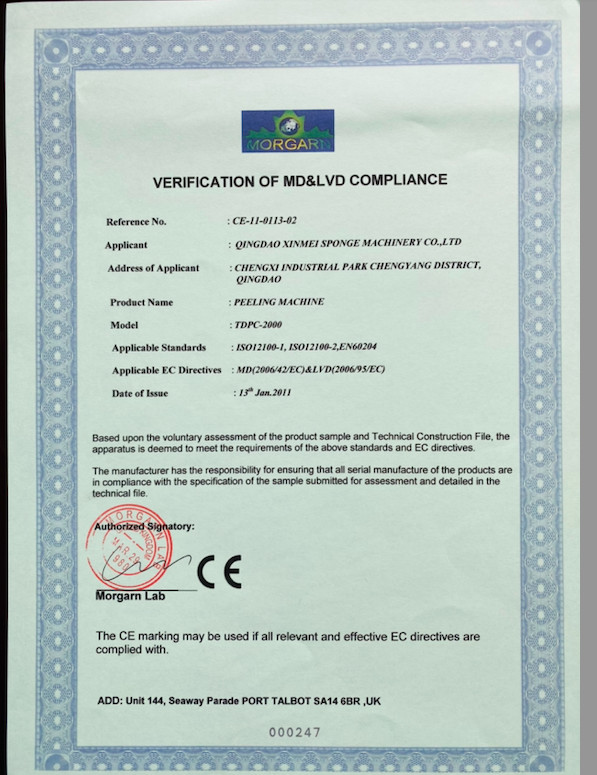 MORGARN
VERIFICATION OF MD&LVD COMPLIANCE
Reference No. : CE-11-0113-02
Applicant : QINGDAO XINMEI SPONGE MACHINERY CO.,LTD
Address of Applicant : CHENGXI INDUSTRIAL PARK CHENGYANG DISTRICT,
QINGDAO
Product Name : PEELING MACHINE
Model : TDPC-2000
Applicable Standards : ISO12100-1, ISO12100-2,EN60204
Applicable EC Directives : MD(2006/42/EC)&LVD(2006/95/EC)
Date of Issue : 13th Jan.2011
Based upon the voluntary assessment of the product sample and Technical Construction File, the
apparatus is deemed to meet the requirements of the above standards and EC directives.
The manufacturer has the responsibility for ensuring that all serial manufacture of the products are
in compliance with the specification of the sample submitted for assessment and detailed in the
technical file.
Authorized Signatory:
MORGARN LAB
CE
Morgarn Lab
The CE marking may be used if all relevant and effective EC directives are
complied with.
ADD: Unit 144, Seaway Parade PORT TALBOT SA14 6BR ,UK
000247